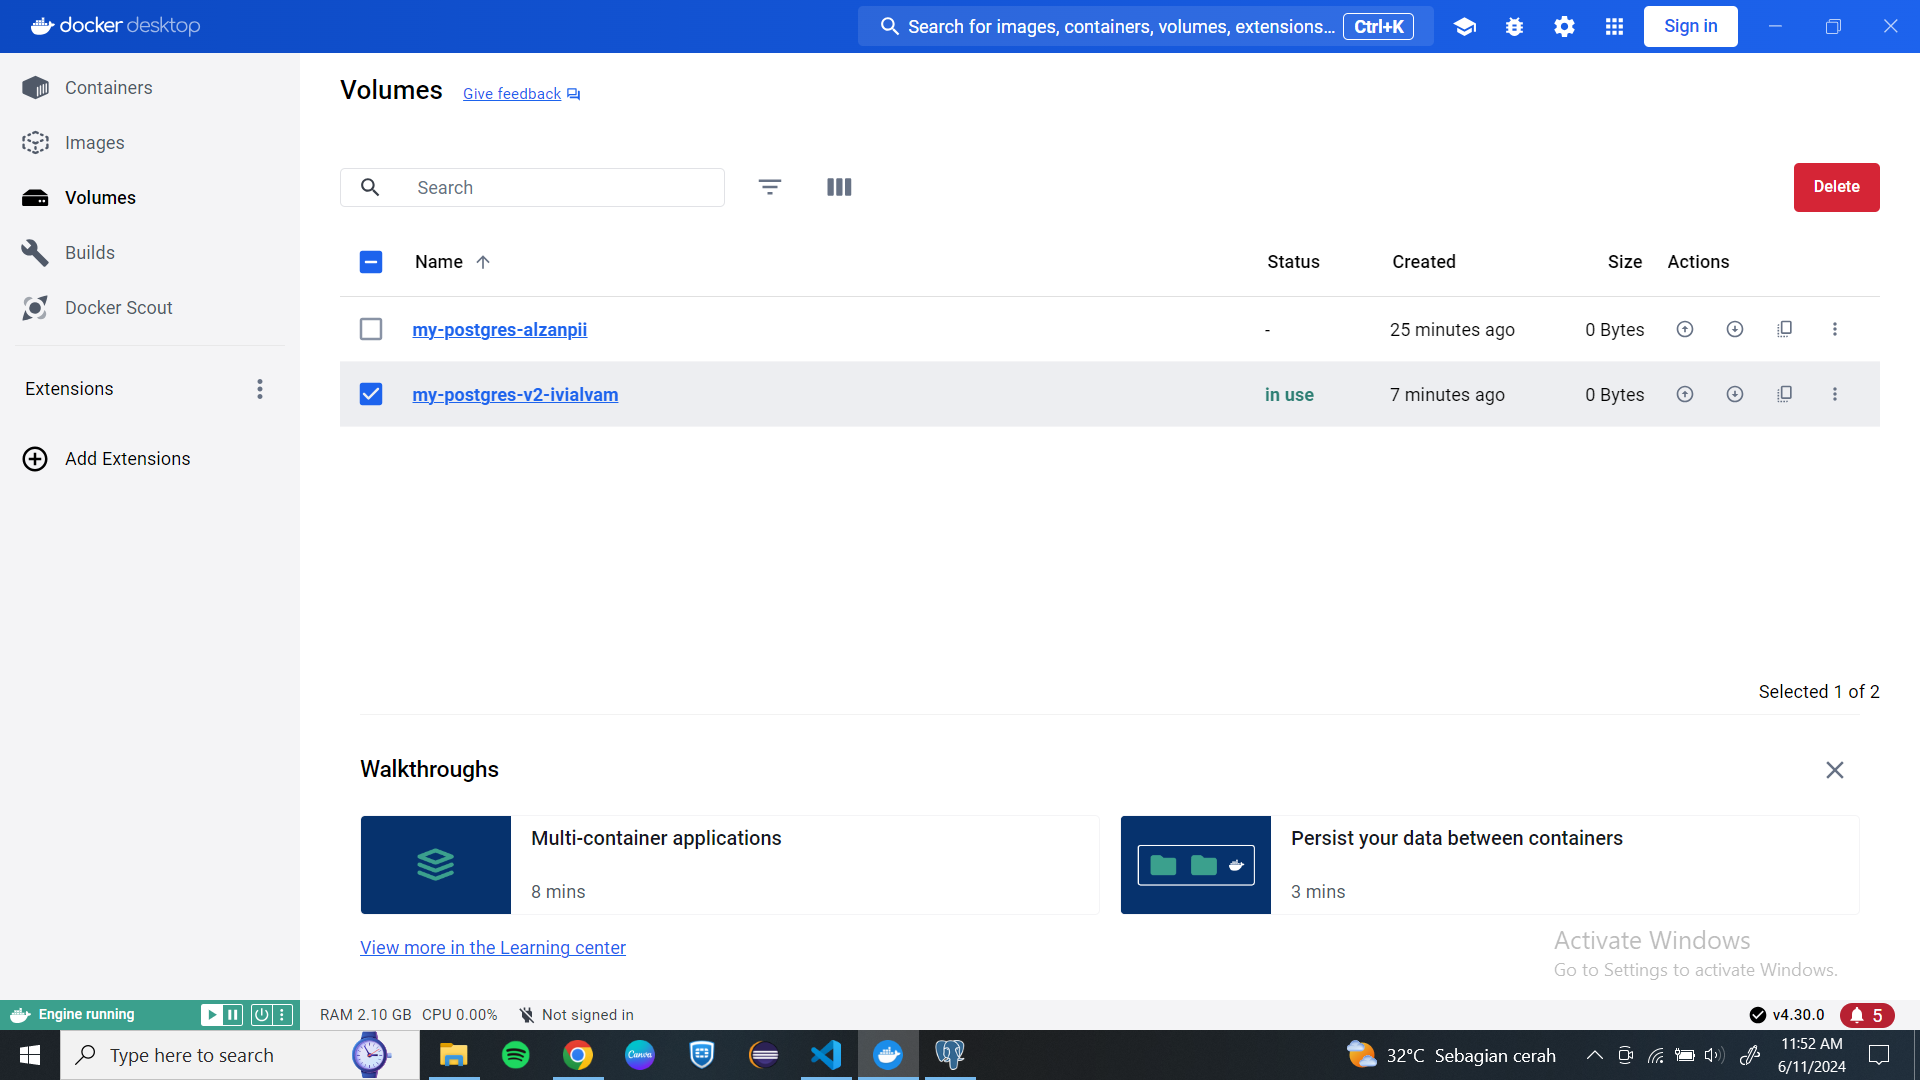 docker desktop
Search for images, containers, volumes, extensions... Ctrl+K
Sign in
Containers
Images
Volumes
Builds
Docker Scout
Extensions
Add Extensions
Volumes Give feedback
Search
Delete
Name Status Created Size Actions
my-postgres-alzanpii - 25 minutes ago 0 Bytes
my-postgres-v2-ivialvam in use 7 minutes ago 0 Bytes
Selected 1 of 2
Walkthroughs
Multi-container applications
8 mins
Persist your data between containers
3 mins
View more in the Learning center
Activate Windows
Go to Settings to activate Windows.
Engine running
RAM 2.10 GB CPU 0.00% Not signed in
v4.30.0 5
Type here to search
Canva
32°C Sebagian cerah
11:52 AM
6/11/2024